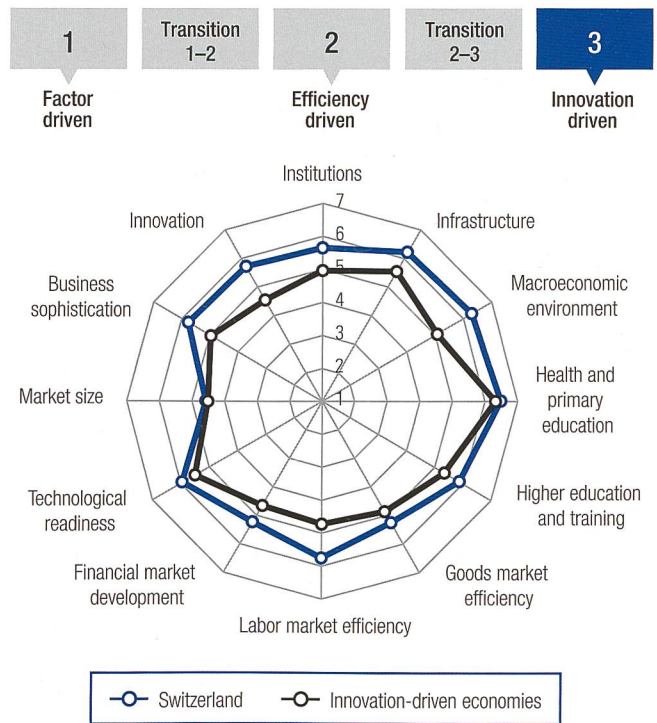 1
Transition
1–2
2
Transition
2–3
3
Factor
driven
Efficiency
driven
Innovation
driven
Institutions
7
6
5
4
3
2
1
Infrastructure
Macroeconomic
environment
Health and
primary
education
Higher education
and training
Goods market
efficiency
Labor market efficiency
Financial market
development
Technological
readiness
Market size
Business
sophistication
Innovation
Switzerland
Innovation-driven economies